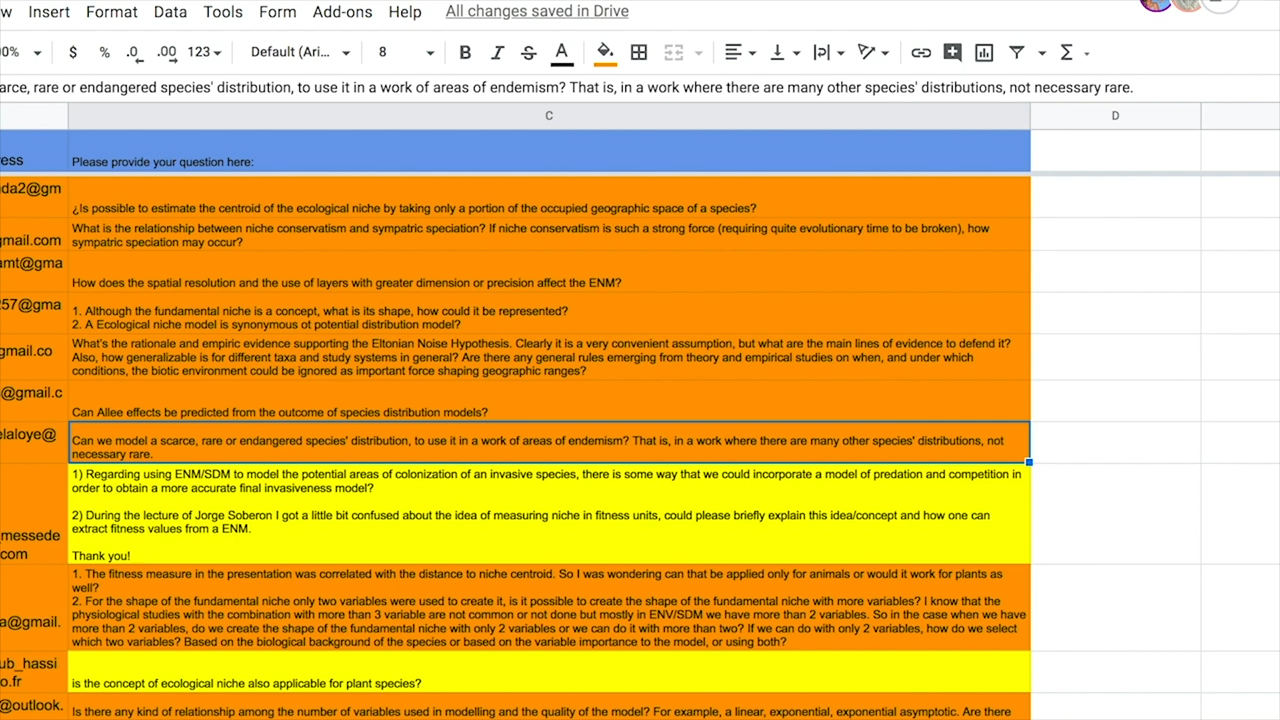 w Insert Format Data Tools Form Add-ons Help All changes saved in Drive
0% $ % .0 .00 123 Default (Ari... 8 B I S A
arce, rare or endangered species' distribution, to use it in a work of areas of endemism? That is, in a work where there are many other species' distributions, not necessary rare.
C D
ess Please provide your question here:
da2@gm
¿Is possible to estimate the centroid of the ecological niche by taking only a portion of the occupied geographic space of a species?
What is the relationship between niche conservatism and sympatric speciation? If niche conservatism is such a strong force (requiring quite evolutionary time to be broken), how
gmail.com sympatric speciation may occur?
amt@gma
How does the spatial resolution and the use of layers with greater dimension or precision affect the ENM?
257@gma
1. Although the fundamental niche is a concept, what is its shape, how could it be represented?
2. A Ecological niche model is synonymous ot potential distribution model?
What's the rationale and empiric evidence supporting the Eltonian Noise Hypothesis. Clearly it is a very convenient assumption, but what are the main lines of evidence to defend it?
gmail.co Also, how generalizable is for different taxa and study systems in general? Are there any general rules emerging from theory and empirical studies on when, and under which
conditions, the biotic environment could be ignored as important force shaping geographic ranges?
@gmail.c
Can Allee effects be predicted from the outcome of species distribution models?
elaloye@
Can we model a scarce, rare or endangered species' distribution, to use it in a work of areas of endemism? That is, in a work where there are many other species' distributions, not
necessary rare.
1) Regarding using ENM/SDM to model the potential areas of colonization of an invasive species, there is some way that we could incorporate a model of predation and competition in
order to obtain a more accurate final invasiveness model?
2) During the lecture of Jorge Soberon I got a little bit confused about the idea of measuring niche in fitness units, could please briefly explain this idea/concept and how one can
extract fitness values from a ENM.
messede
com Thank you!
1. The fitness measure in the presentation was correlated with the distance to niche centroid. So I was wondering can that be applied only for animals or would it work for plants as
well?
2. For the shape of the fundamental niche only two variables were used to create it, is it possible to create the shape of the fundamental niche with more variables? I know that the
a@gmail. physiological studies with the combination with more than 3 variable are not common or not done but mostly in ENV/SDM we have more than 2 variables. So in the case when we have
more than 2 variables, do we create the shape of the fundamental niche with only 2 variables or we can do it with more than two? If we can do with only 2 variables, how do we select
which two variables? Based on the biological background of the species or based on the variable importance to the model, or using both?
ub_hassi
o.fr is the concept of ecological niche also applicable for plant species?
@outlook. Is there any kind of relationship among the number of variables used in modelling and the quality of the model? For example, a linear, exponential, exponential asymptotic. Are there